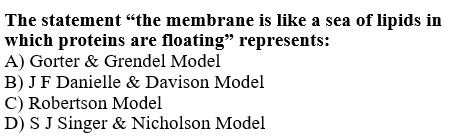 The statement “the membrane is like a sea of lipids in
which proteins are floating” represents:
A) Gorter & Grendel Model
B) J F Danielle & Davison Model
C) Robertson Model
D) S J Singer & Nicholson Model